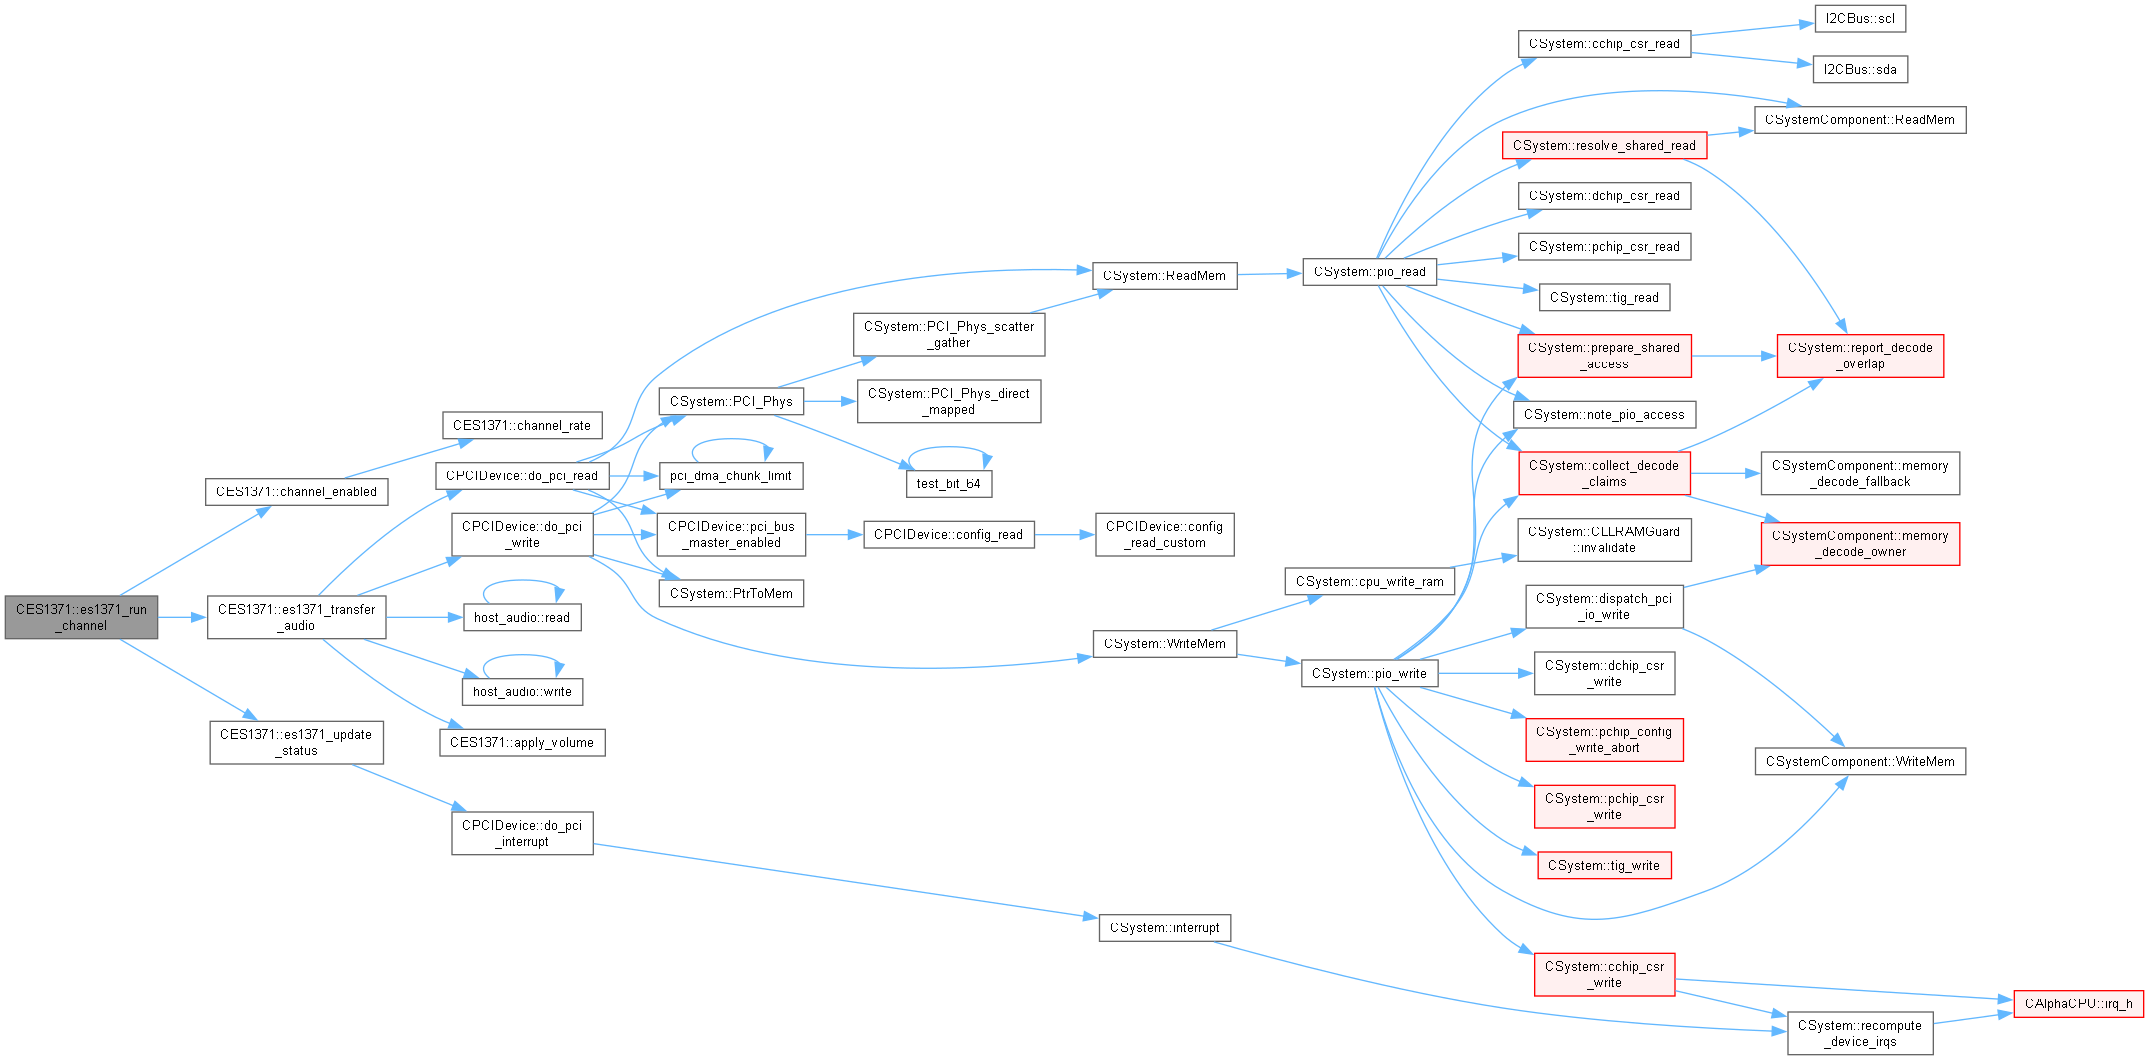 CES1371::es1371_run
_channel
CES1371::channel_enabled
CES1371::channel_rate
CES1371::es1371_transfer
_audio
CPCIDevice::do_pci_read
CSystem::PCI_Phys
CSystem::PCI_Phys_scatter
_gather
CSystem::ReadMem
CSystem::pio_read
CSystem::cchip_csr_read
I2CBus::scl
I2CBus::sda
CSystemComponent::ReadMem
CSystem::resolve_shared_read
CSystem::dchip_csr_read
CSystem::pchip_csr_read
CSystem::tig_read
CSystem::prepare_shared
_access
CSystem::report_decode
_overlap
CSystem::note_pio_access
CSystem::collect_decode
_claims
CSystemComponent::memory
_decode_fallback
CSystemComponent::memory
_decode_owner
CSystem::PCI_Phys_direct
_mapped
test_bit_64
pci_dma_chunk_limit
CPCIDevice::do_pci
_write
CPCIDevice::pci_bus
_master_enabled
CPCIDevice::config_read
CPCIDevice::config
_read_custom
CSystem::PtrToMem
host_audio::read
host_audio::write
CES1371::apply_volume
CSystem::WriteMem
CSystem::cpu_write_ram
CSystem::CLLRAMGuard
::invalidate
CSystem::pio_write
CSystem::dispatch_pci
_io_write
CSystem::dchip_csr
_write
CSystem::pchip_config
_write_abort
CSystemComponent::WriteMem
CSystem::pchip_csr
_write
CSystem::tig_write
CSystem::cchip_csr
_write
CES1371::es1371_update
_status
CPCIDevice::do_pci
_interrupt
CSystem::interrupt
CSystem::recompute
_device_irqs
CAlphaCPU::irq_h